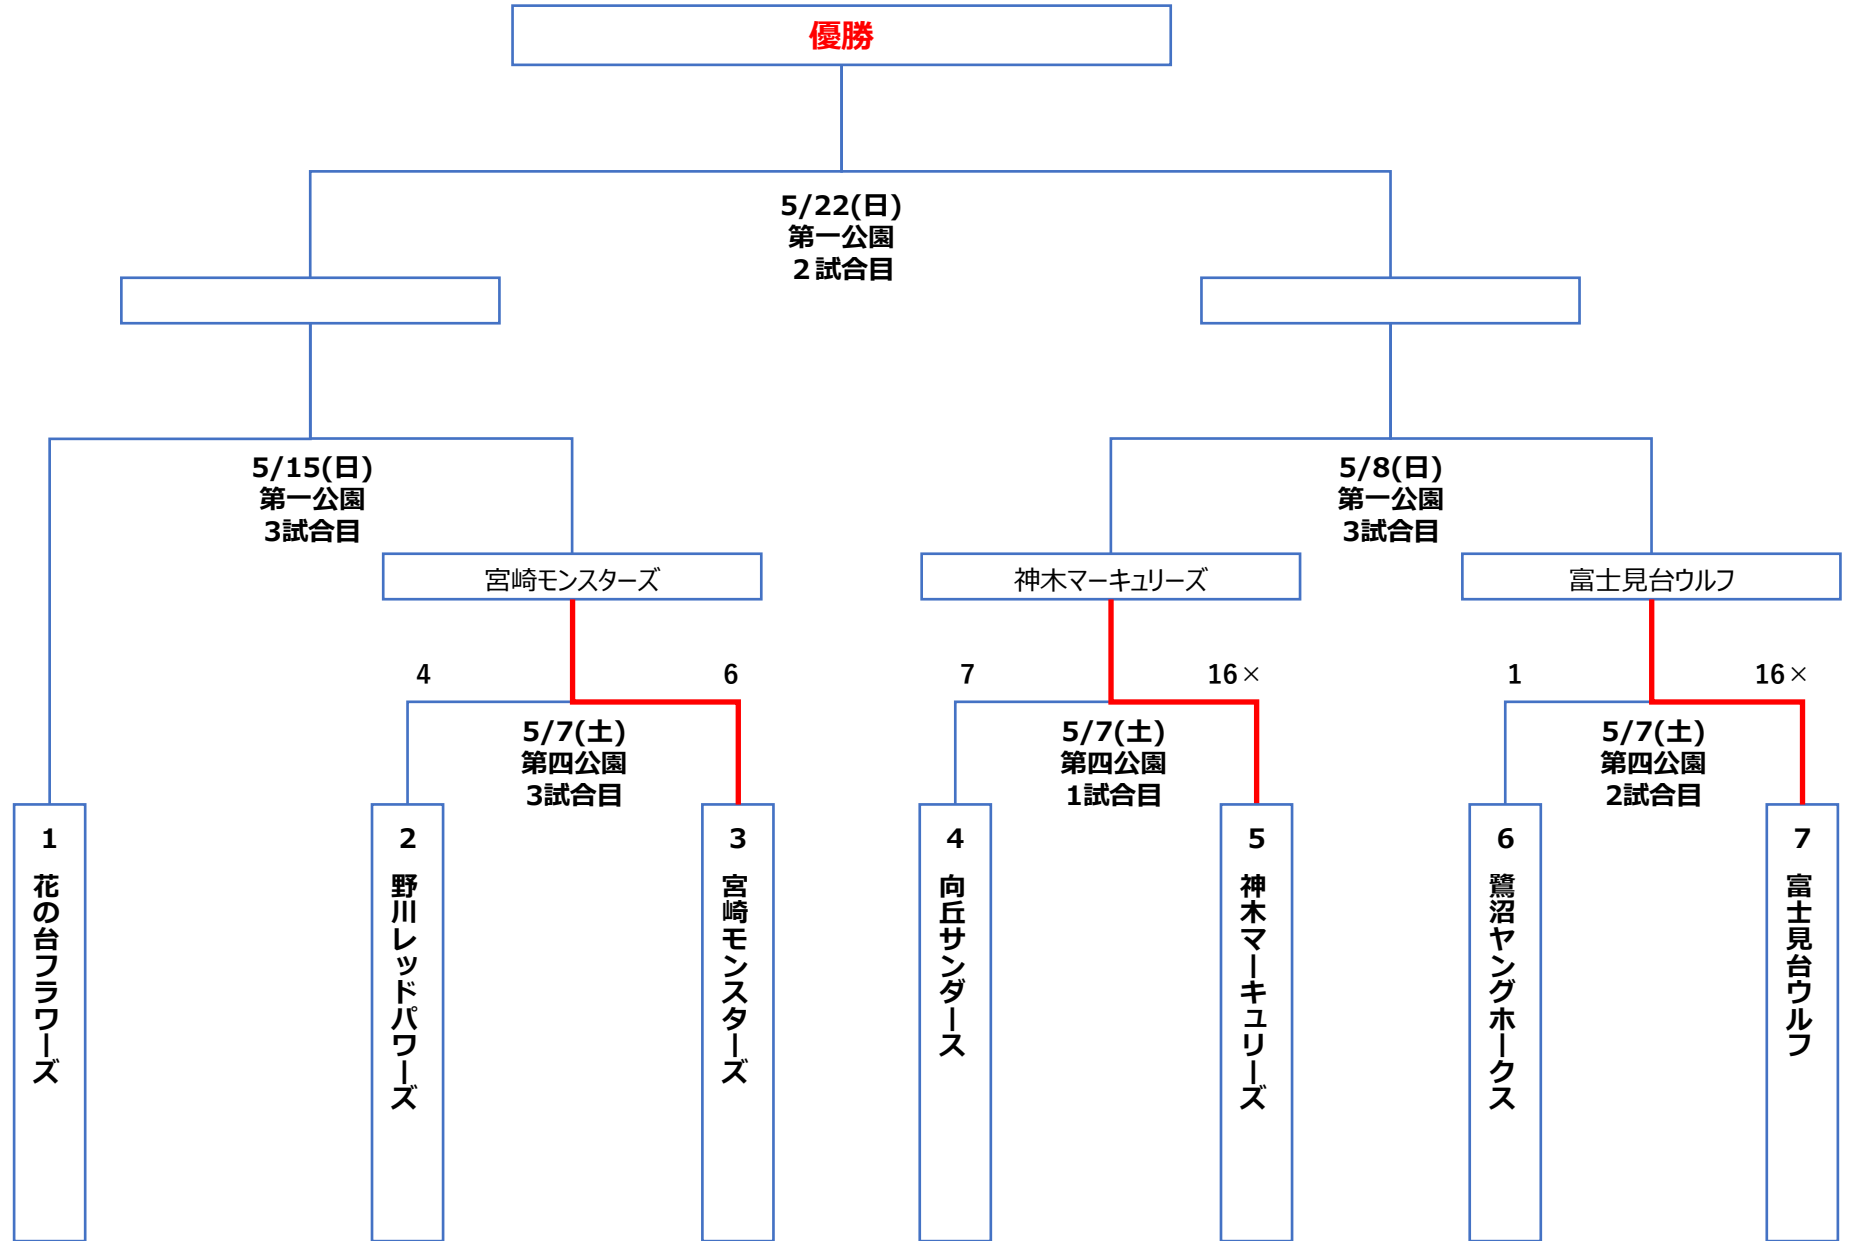 優勝
5/22(日)
第一公園
２試合目
5/15(日)
第一公園
3試合目
5/8(日)
第一公園
3試合目
宮崎モンスターズ
神木マーキュリーズ
富士見台ウルフ
4
6
7
16×
1
16×
5/7(土)
第四公園
3試合目
5/7(土)
第四公園
1試合目
5/7(土)
第四公園
2試合目
1
花の台フラワーズ
2
野川レッドパワーズ
3
宮崎モンスターズ
4
向丘サンダース
5
神木マーキュリーズ
6
鷺沼ヤングホークス
7
富士見台ウルフ